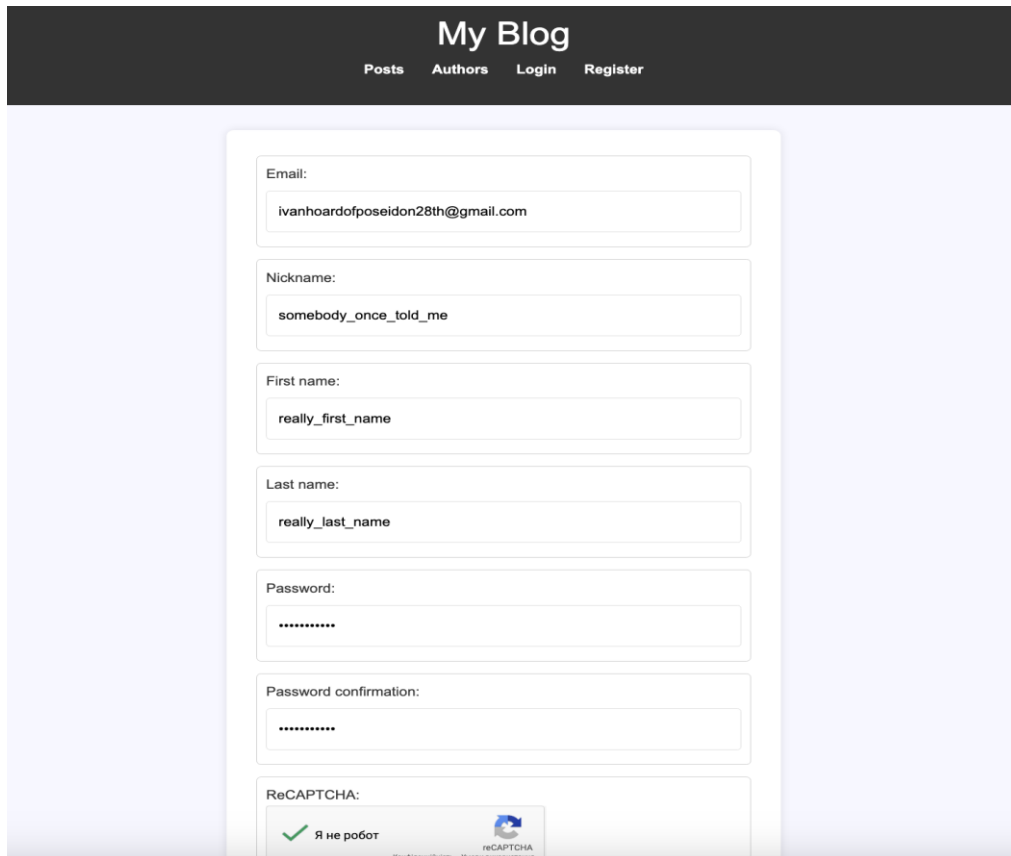 My Blog
Posts Authors Login Register
Email:
ivanhoardofposeidon28th@gmail.com
Nickname:
somebody_once_told_me
First name:
really_first_name
Last name:
really_last_name
Password:
•••••••••••
Password confirmation:
•••••••••••
ReCAPTCHA:
Я не робот
reCAPTCHA